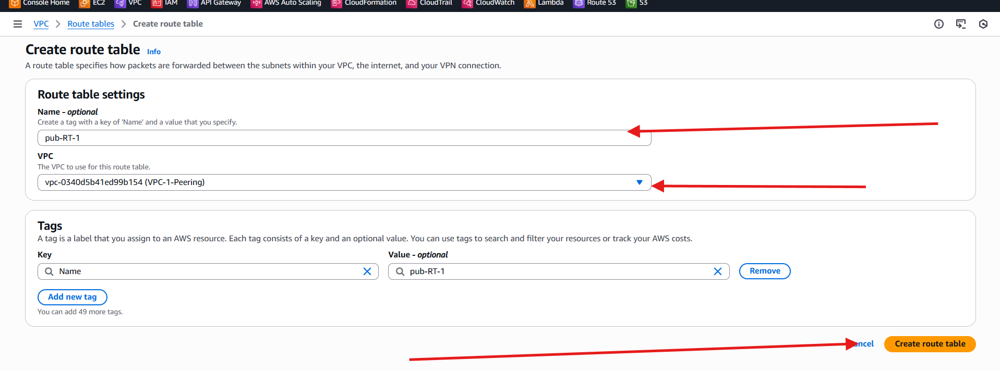 Console Home EC2 VPC IAM API Gateway AWS Auto Scaling CloudFormation CloudTrail CloudWatch Lambda Route 53 S3
VPC Route tables Create route table
Create route table Info
A route table specifies how packets are forwarded between the subnets within your VPC, the internet, and your VPN connection.
Route table settings
Name - optional
Create a tag with a key of 'Name' and a value that you specify.
pub-RT-1
VPC
The VPC to use for this route table.
vpc-0340d5b41ed99b154 (VPC-1-Peering)
Tags
A tag is a label that you assign to an AWS resource. Each tag consists of a key and an optional value. You can use tags to search and filter your resources or track your AWS costs.
Key Value - optional
Name pub-RT-1 Remove
Add new tag
You can add 49 more tags.
ncel Create route table